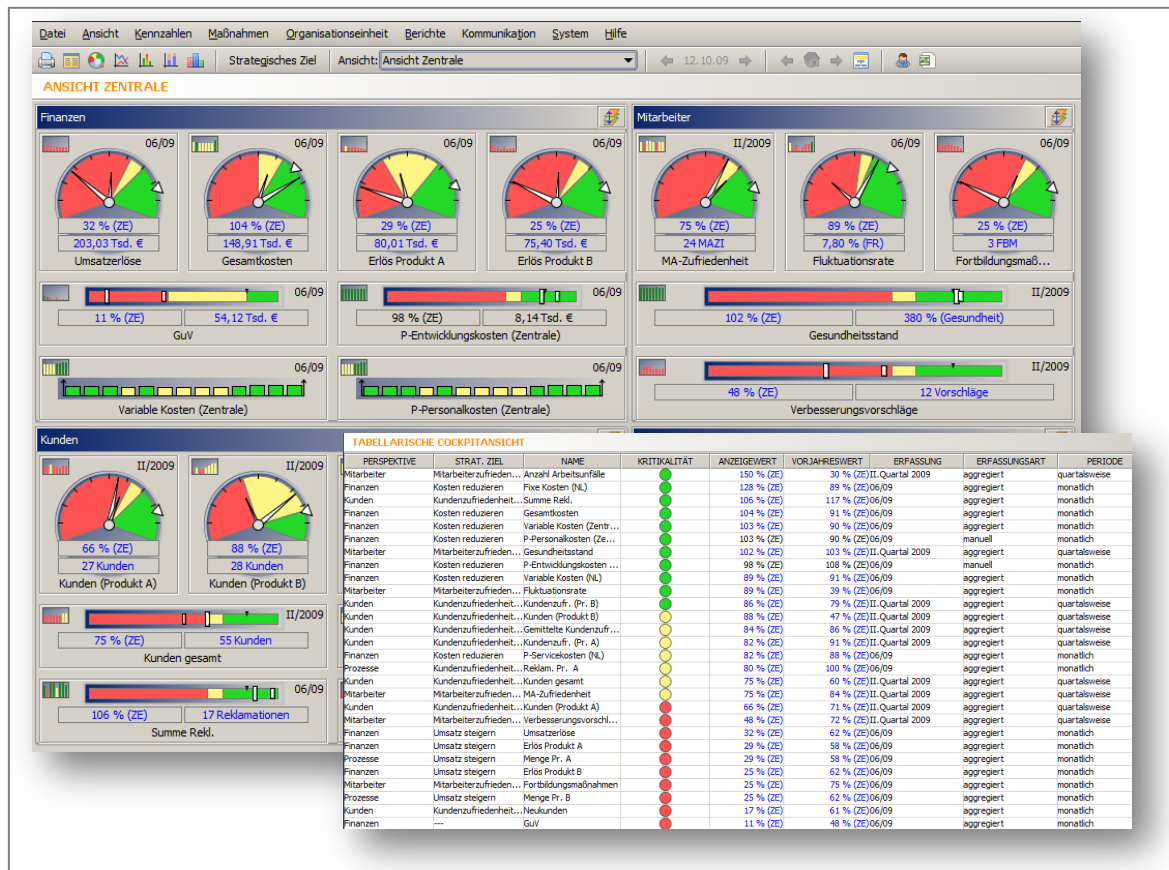 Datei Ansicht Kennzahlen Maßnahmen Organisationseinheit Berichte Kommunikation System Hilfe
Strategisches Ziel Ansicht: Ansicht Zentrale 12.10.09
ANSICHT ZENTRALE
Finanzen
06/09 06/09 06/09 06/09
32 % (ZE) 104 % (ZE) 29 % (ZE) 25 % (ZE)
203,03 Tsd. € 148,91 Tsd. € 80,01 Tsd. € 75,40 Tsd. €
Umsatzerlöse Gesamtkosten Erlös Produkt A Erlös Produkt B
06/09 06/09
11 % (ZE) 54,12 Tsd. € 98 % (ZE) 8,14 Tsd. €
GuV P-Entwicklungskosten (Zentrale)
06/09 06/09
Variable Kosten (Zentrale) P-Personalkosten (Zentrale)
Mitarbeiter
II/2009 06/09 06/09
75 % (ZE) 89 % (ZE) 25 % (ZE)
24 MAZI 7,80 % (FR) 3 FBM
MA-Zufriedenheit Fluktuationsrate Fortbildungsmaß...
II/2009
102 % (ZE) 380 % (Gesundheit)
Gesundheitsstand
II/2009
48 % (ZE) 12 Vorschläge
Verbesserungsvorschläge
Kunden
II/2009 II/2009
66 % (ZE) 88 % (ZE)
27 Kunden 28 Kunden
Kunden (Produkt A) Kunden (Produkt B)
II/2009
75 % (ZE) 55 Kunden
Kunden gesamt
06/09
106 % (ZE) 17 Reklamationen
Summe Rekl.
TABELLARISCHE COCKPITANSICHT
PERSPEKTIVE STRAT. ZIEL NAME KRITIKALITÄT ANZEIGEWERT VORJAHRESWERT ERFASSUNG ERFASSUNGSART PERIODE
Mitarbeiter Mitarbeiterzufrieden... Anzahl Arbeitsunfälle 150 % (ZE) 30 % (ZE) II.Quartal 2009 aggregiert quartalsweise
Finanzen Kosten reduzieren Fixe Kosten (NL) 128 % (ZE) 89 % (ZE) 06/09 aggregiert monatlich
Kunden Kundenzufriedenheit... Summe Rekl. 106 % (ZE) 117 % (ZE) 06/09 aggregiert monatlich
Finanzen Kosten reduzieren Gesamtkosten 104 % (ZE) 91 % (ZE) 06/09 aggregiert monatlich
Finanzen Kosten reduzieren Variable Kosten (Zentr... 103 % (ZE) 90 % (ZE) 06/09 aggregiert monatlich
Finanzen Kosten reduzieren P-Personalkosten (Ze... 103 % (ZE) 90 % (ZE) 06/09 manuell monatlich
Mitarbeiter Mitarbeiterzufrieden... Gesundheitsstand 102 % (ZE) 103 % (ZE) II.Quartal 2009 aggregiert quartalsweise
Finanzen Kosten reduzieren P-Entwicklungskosten ... 98 % (ZE) 108 % (ZE) 06/09 manuell monatlich
Finanzen Kosten reduzieren Variable Kosten (NL) 89 % (ZE) 91 % (ZE) 06/09 aggregiert monatlich
Mitarbeiter Mitarbeiterzufrieden... Fluktuationsrate 89 % (ZE) 39 % (ZE) 06/09 aggregiert monatlich
Kunden Kundenzufriedenheit... Kundenzufr. (Pr. B) 86 % (ZE) 79 % (ZE) II.Quartal 2009 aggregiert quartalsweise
Kunden Kundenzufriedenheit... Kunden (Produkt B) 88 % (ZE) 47 % (ZE) II.Quartal 2009 aggregiert quartalsweise
Kunden Kundenzufriedenheit... Gemittelte Kundenzufr... 84 % (ZE) 86 % (ZE) II.Quartal 2009 aggregiert quartalsweise
Kunden Kundenzufriedenheit... Kundenzufr. (Pr. A) 82 % (ZE) 91 % (ZE) II.Quartal 2009 aggregiert quartalsweise
Finanzen Kosten reduzieren P-Servicekosten (NL) 82 % (ZE) 88 % (ZE) 06/09 aggregiert monatlich
Prozesse Kundenzufriedenheit... Reklam. Pr. A 80 % (ZE) 100 % (ZE) 06/09 aggregiert monatlich
Kunden Kundenzufriedenheit... Kunden gesamt 75 % (ZE) 60 % (ZE) II.Quartal 2009 aggregiert quartalsweise
Mitarbeiter Mitarbeiterzufrieden... MA-Zufriedenheit 75 % (ZE) 84 % (ZE) II.Quartal 2009 aggregiert quartalsweise
Kunden Kundenzufriedenheit... Kunden (Produkt A) 66 % (ZE) 71 % (ZE) II.Quartal 2009 aggregiert quartalsweise
Mitarbeiter Mitarbeiterzufrieden... Verbesserungsvorschl... 48 % (ZE) 72 % (ZE) II.Quartal 2009 aggregiert quartalsweise
Finanzen Umsatz steigern Umsatzerlöse 32 % (ZE) 62 % (ZE) 06/09 aggregiert monatlich
Finanzen Umsatz steigern Erlös Produkt A 29 % (ZE) 58 % (ZE) 06/09 aggregiert monatlich
Prozesse Umsatz steigern Menge Pr. A 29 % (ZE) 58 % (ZE) 06/09 aggregiert monatlich
Finanzen Umsatz steigern Erlös Produkt B 25 % (ZE) 62 % (ZE) 06/09 aggregiert monatlich
Mitarbeiter Mitarbeiterzufrieden... Fortbildungsmaßnahmen 25 % (ZE) 75 % (ZE) 06/09 aggregiert monatlich
Prozesse Umsatz steigern Menge Pr. B 25 % (ZE) 62 % (ZE) 06/09 aggregiert monatlich
Kunden Kundenzufriedenheit... Neukunden 17 % (ZE) 61 % (ZE) 06/09 aggregiert monatlich
Finanzen --- GuV 11 % (ZE) 48 % (ZE) 06/09 aggregiert monatlich